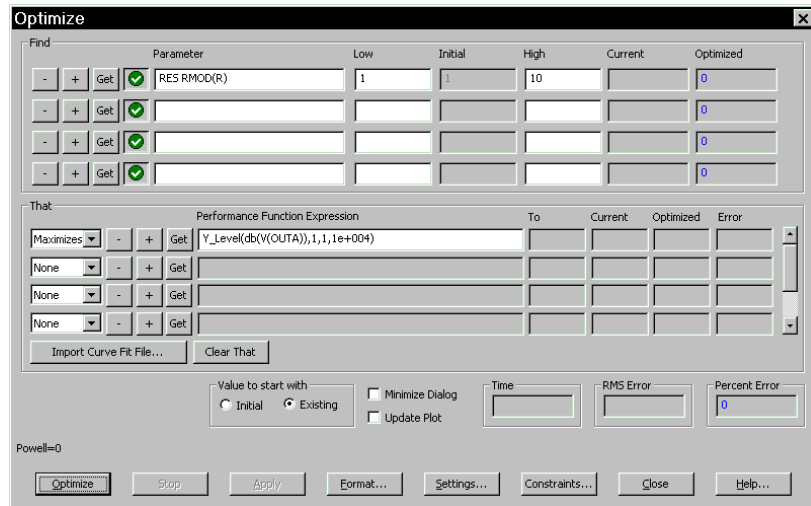 Optimize
Find
Parameter Low Initial High Current Optimized
- + Get RES RMOD(R) 1 1 10 0
- + Get 0
- + Get 0
- + Get 0
That
Performance Function Expression To Current Optimized Error
Maximizes - + Get Y_Level(db(V(OUTA)),1,1,1e+004)
None - + Get
None - + Get
None - + Get
Import Curve Fit File... Clear That
Value to start with Time RMS Error Percent Error
Initial Existing Minimize Dialog 0
Update Plot
Powell=0
Optimize Stop Apply Format... Settings... Constraints... Close Help...